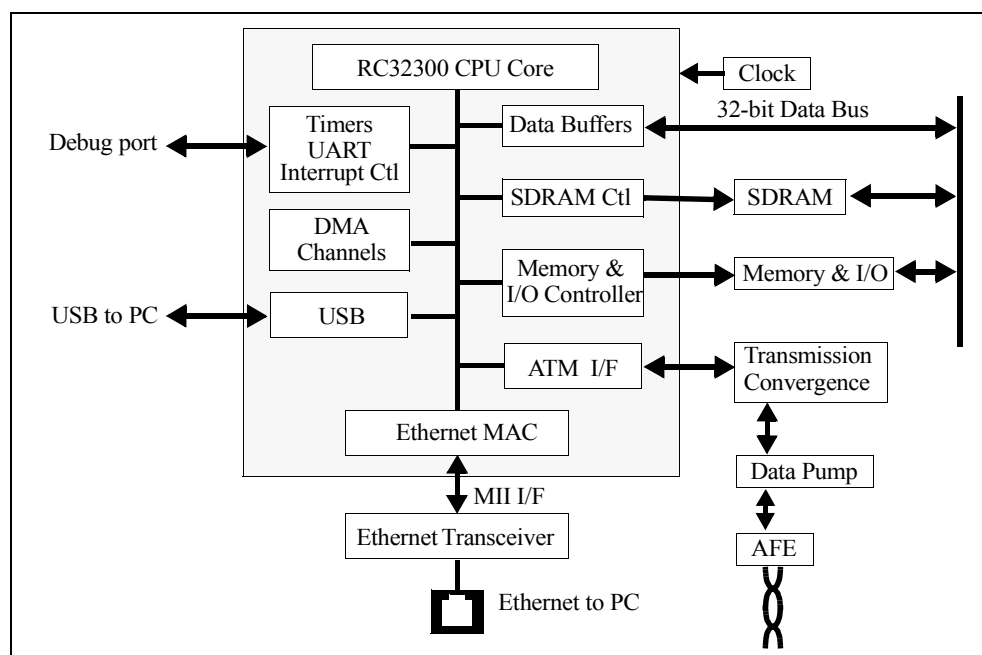 RC32300 CPU Core
Clock
32-bit Data Bus
Debug port
Timers
UART
Interrupt Ctl
Data Buffers
SDRAM Ctl
SDRAM
DMA
Channels
Memory &
I/O Controller
Memory & I/O
USB to PC
USB
ATM I/F
Transmission
Convergence
Ethernet MAC
Data Pump
MII I/F
Ethernet Transceiver
AFE
Ethernet to PC